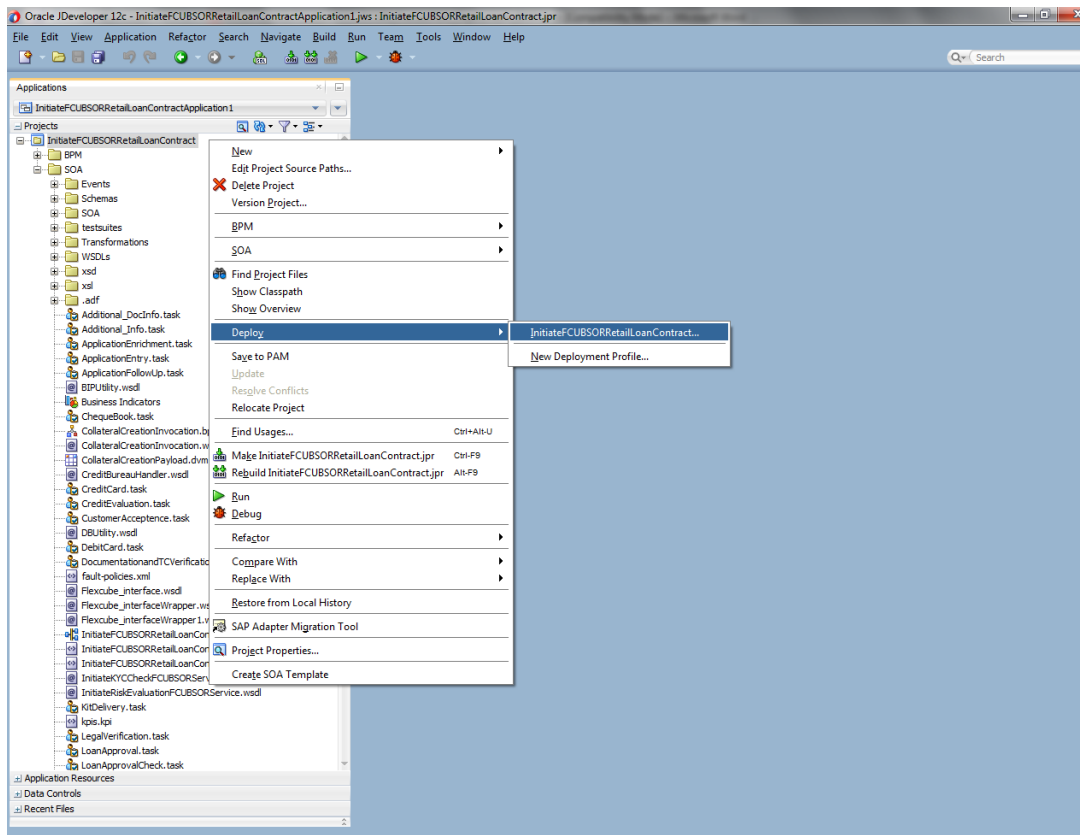 Oracle JDeveloper 12c - InitiateFCUBSORRetailLoanContractApplication1.jws : InitiateFCUBSORRetailLoanContract.jpr
File Edit View Application Refactor Search Navigate Build Run Team Tools Window Help
Search
Applications
InitiateFCUBSORRetailLoanContractApplication1
Projects
InitiateFCUBSORRetailLoanContract
BPM
SOA
Events
Schemas
SOA
testsuites
Transformations
WSDLs
xsd
xsl
.adf
Additional_DocInfo.task
Additional_Info.task
ApplicationEnrichment.task
ApplicationEntry.task
ApplicationFollowUp.task
BIPUtility.wsdl
Business Indicators
ChequeBook.task
CollateralCreationInvocation.bp
CollateralCreationInvocation.w
CollateralCreationPayload.dvm
CreditBureauHandler.wsdl
CreditCard.task
CreditEvaluation.task
CustomerAcceptence.task
DBUtility.wsdl
DebitCard.task
DocumentationandTCVerificatio
fault-policies.xml
Flexcube_interface.wsdl
Flexcube_interfaceWrapper.ws
Flexcube_interfaceWrapper1.v
InitiateFCUBSORRetailLoanCon
InitiateFCUBSORRetailLoanCon
InitiateFCUBSORRetailLoanCon
InitiateKYCCheckFCUBSORServ
InitiateRiskEvaluationFCUBSORService.wsdl
KitDelivery.task
kpis.kpi
LegalVerification.task
LoanApproval.task
LoanApprovalCheck.task
Application Resources
Data Controls
Recent Files
New
Edit Project Source Paths...
Delete Project
Version Project...
BPM
SOA
Find Project Files
Show Classpath
Show Overview
Deploy
InitiateFCUBSORRetailLoanContract...
New Deployment Profile...
Save to PAM
Update
Resolve Conflicts
Relocate Project
Find Usages... Ctrl+Alt-U
Make InitiateFCUBSORRetailLoanContract.jpr Ctrl-F9
Rebuild InitiateFCUBSORRetailLoanContract.jpr Alt-F9
Run
Debug
Refactor
Compare With
Replace With
Restore from Local History
SAP Adapter Migration Tool
Project Properties...
Create SOA Template